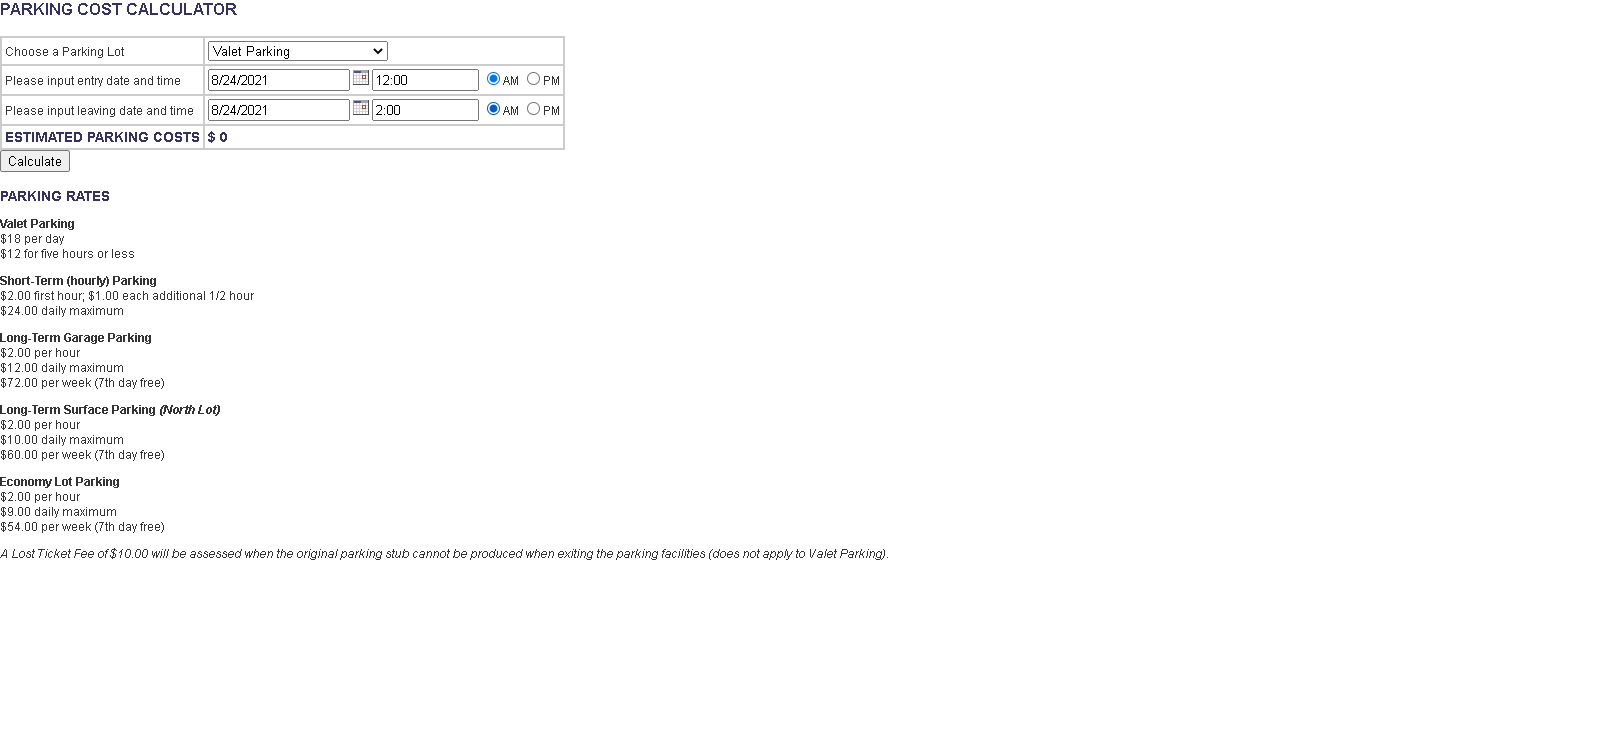 PARKING COST CALCULATOR
Choose a Parking Lot Valet Parking
Please input entry date and time 8/24/2021 12:00 AM PM
Please input leaving date and time 8/24/2021 2:00 AM PM
ESTIMATED PARKING COSTS $ 0
Calculate
PARKING RATES
Valet Parking
$18 per day
$12 for five hours or less
Short-Term (hourly) Parking
$2.00 first hour; $1.00 each additional 1/2 hour
$24.00 daily maximum
Long-Term Garage Parking
$2.00 per hour
$12.00 daily maximum
$72.00 per week (7th day free)
Long-Term Surface Parking (North Lot)
$2.00 per hour
$10.00 daily maximum
$60.00 per week (7th day free)
Economy Lot Parking
$2.00 per hour
$9.00 daily maximum
$54.00 per week (7th day free)
A Lost Ticket Fee of $10.00 will be assessed when the original parking stub cannot be produced when exiting the parking facilities (does not apply to Valet Parking).